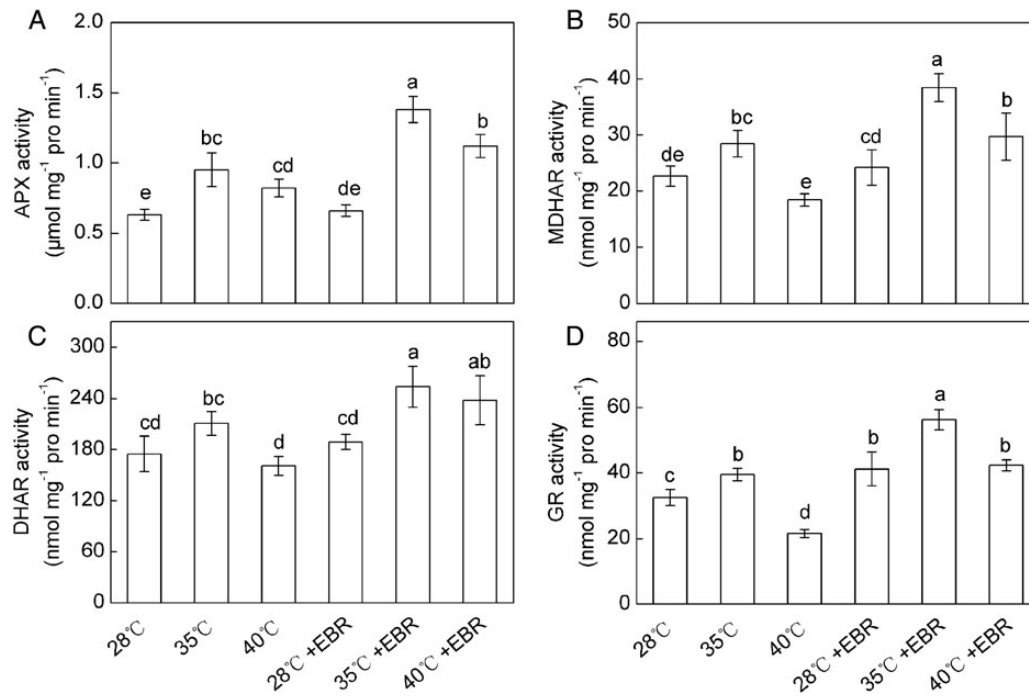 A
APX activity
(μmol mg⁻¹ pro min⁻¹)
2.0
1.5
1.0
0.5
0.0
e
bc
cd
de
a
b
B
MDHAR activity
(nmol mg⁻¹ pro min⁻¹)
50
40
30
20
10
0
de
bc
e
cd
a
b
C
DHAR activity
(nmol mg⁻¹ pro min⁻¹)
300
240
180
120
60
0
cd
bc
d
cd
a
ab
28℃
35℃
40℃
28℃ +EBR
35℃ +EBR
40℃ +EBR
D
GR activity
(nmol mg⁻¹ pro min⁻¹)
80
60
40
20
0
c
b
d
b
a
b
28℃
35℃
40℃
28℃ +EBR
35℃ +EBR
40℃ +EBR